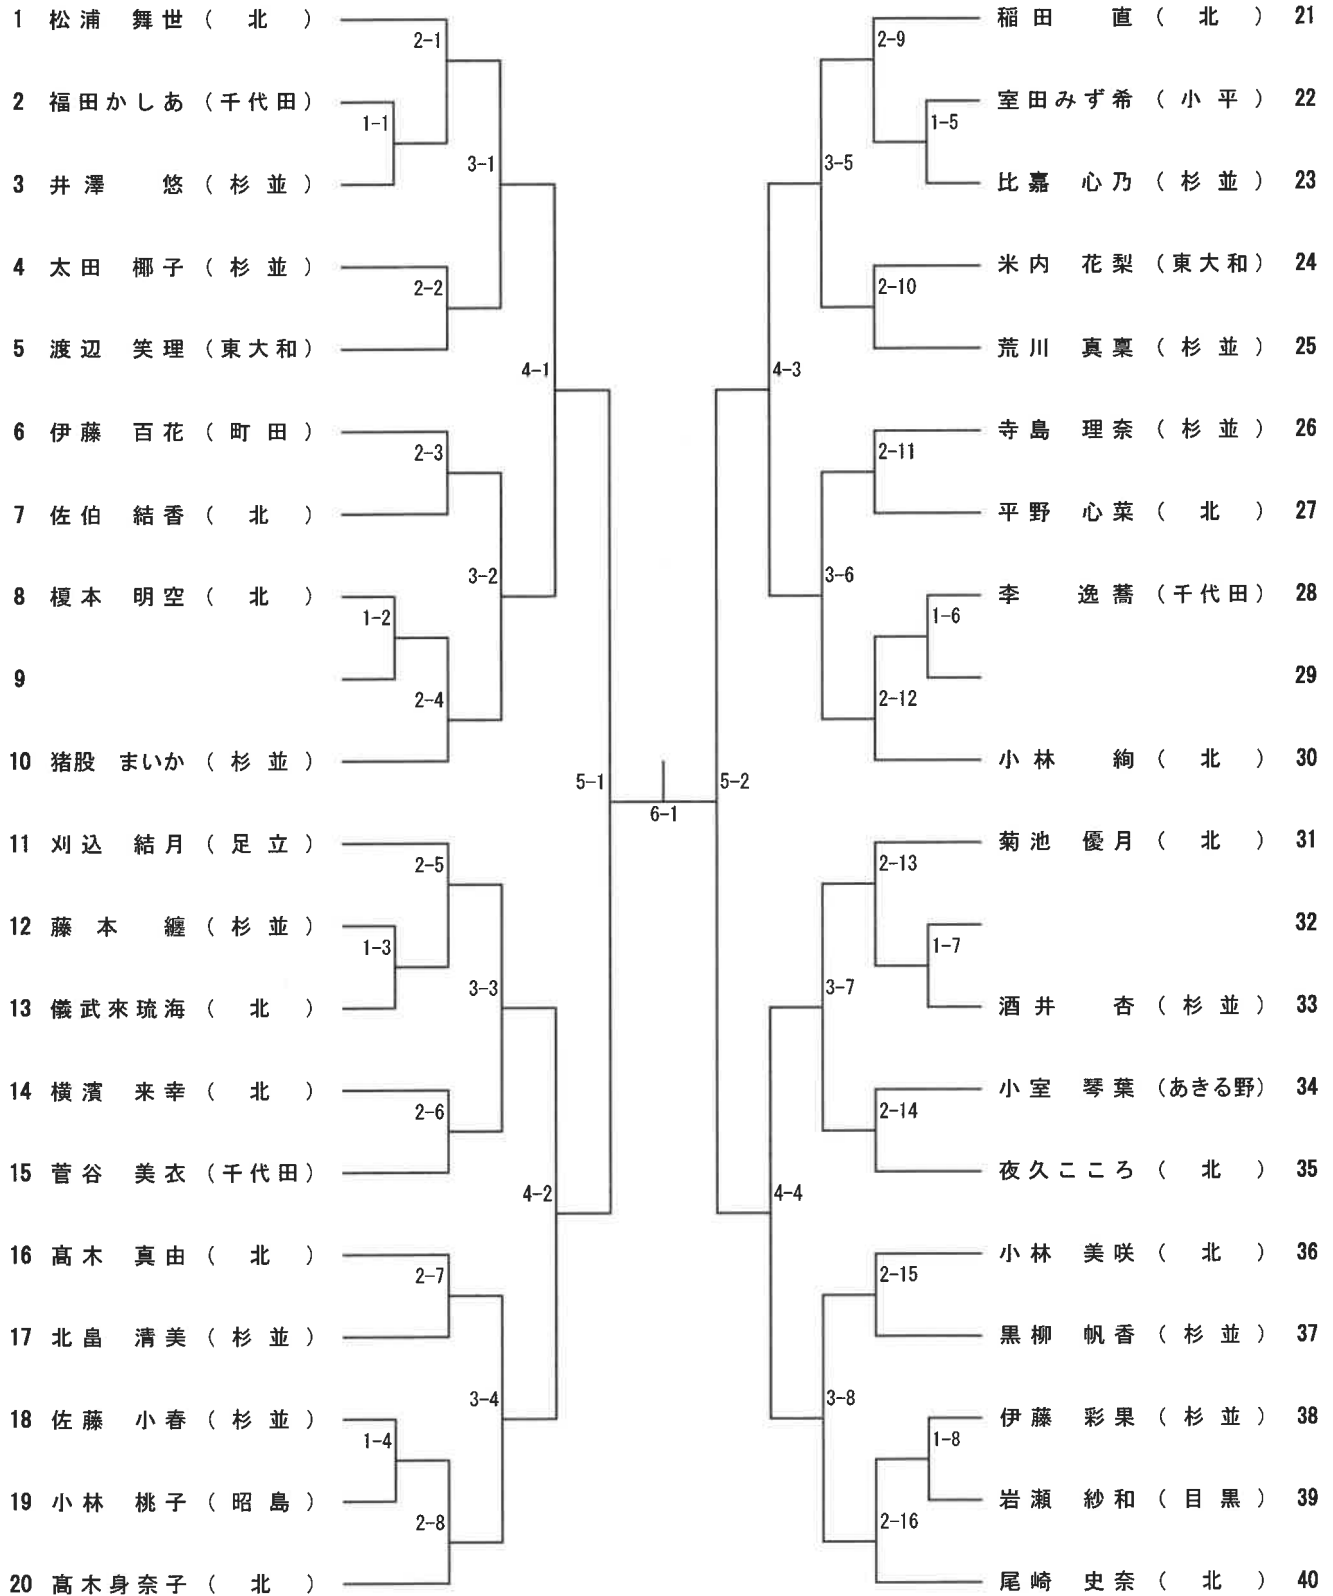 1 松浦 舞世 ( 北 )
2-1
2 福田かしあ (千代田)
1-1
3 井澤 悠 ( 杉並 )
3-1
4 太田 椰子 ( 杉並 )
2-2
5 渡辺 笑理 (東大和)
4-1
6 伊藤 百花 ( 町田 )
2-3
7 佐伯 結香 ( 北 )
3-2
8 榎本 明空 ( 北 )
1-2
9
2-4
10 猪股 まいか ( 杉並 )
5-1
11 刈込 結月 ( 足立 )
2-5
12 藤本 纏 ( 杉並 )
1-3
13 儀武來琉海 ( 北 )
3-3
14 横濱 来幸 ( 北 )
2-6
15 菅谷 美衣 (千代田)
4-2
16 髙木 真由 ( 北 )
2-7
17 北畠 清美 ( 杉並 )
3-4
18 佐藤 小春 ( 杉並 )
1-4
19 小林 桃子 ( 昭島 )
2-8
20 髙木身奈子 ( 北 )
6-1
稲田 直 ( 北 ) 21
2-9
室田みず希 ( 小平 ) 22
1-5
3-5
比嘉 心乃 ( 杉並 ) 23
米内 花梨 (東大和) 24
2-10
荒川 真稟 ( 杉並 ) 25
4-3
寺島 理奈 ( 杉並 ) 26
2-11
平野 心菜 ( 北 ) 27
3-6
李 逸蕎 (千代田) 28
1-6
29
2-12
小林 絢 ( 北 ) 30
5-2
菊池 優月 ( 北 ) 31
2-13
32
1-7
3-7
酒井 杏 ( 杉並 ) 33
小室 琴葉 (あきる野) 34
2-14
夜久こころ ( 北 ) 35
4-4
小林 美咲 ( 北 ) 36
2-15
黒柳 帆香 ( 杉並 ) 37
3-8
伊藤 彩果 ( 杉並 ) 38
1-8
岩瀬 紗和 ( 目黒 ) 39
2-16
尾崎 史奈 ( 北 ) 40